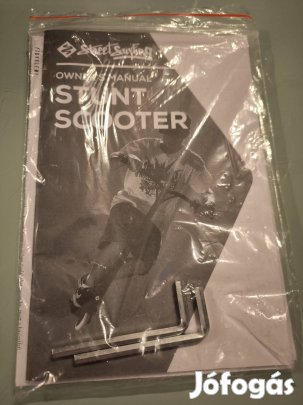 Street Surfing
OWNER'S MANUAL
STUNT
SCOOTER
Jófogás